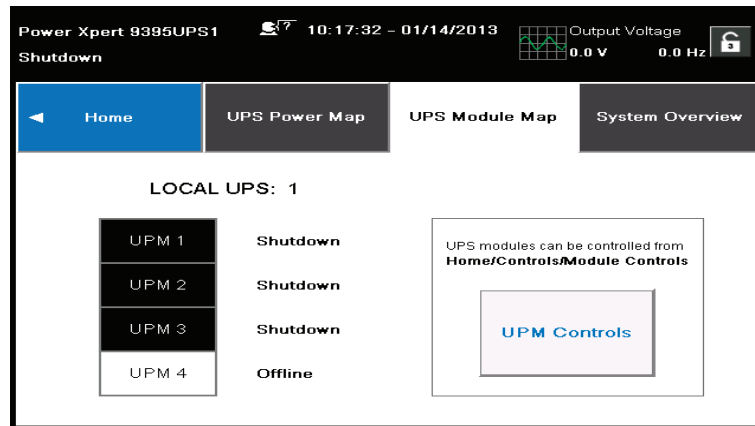 Power Xpert 9395UPS1 ? 10:17:32 - 01/14/2013 Output Voltage
Shutdown 0.0 V 0.0 Hz 3
Home UPS Power Map UPS Module Map System Overview
LOCAL UPS: 1
UPM 1 Shutdown
UPM 2 Shutdown
UPM 3 Shutdown
UPM 4 Offline
UPS modules can be controlled from
Home/Controls/Module Controls
UPM Controls